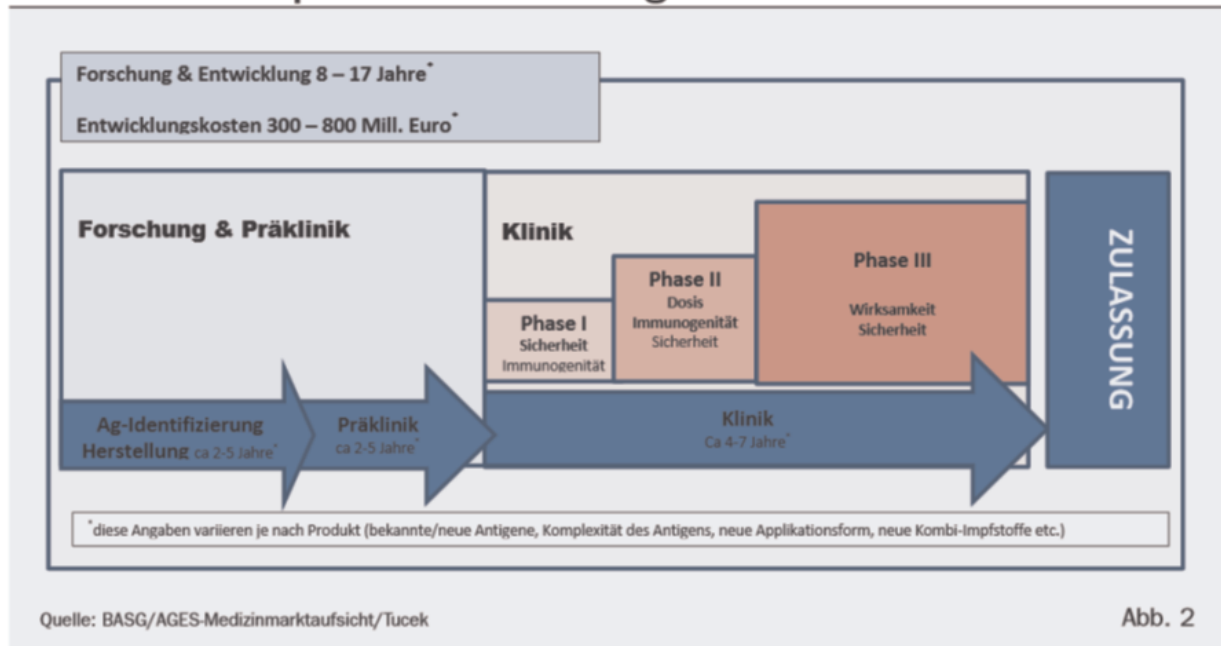 Forschung & Entwicklung 8 – 17 Jahre*
Entwicklungskosten 300 – 800 Mill. Euro*
Forschung & Präklinik
Klinik
Phase I
Sicherheit
Immunogenität
Phase II
Dosis
Immunogenität
Sicherheit
Phase III
Wirksamkeit
Sicherheit
ZULASSUNG
Ag-Identifizierung
Herstellung ca 2-5 Jahre*
Präklinik
ca 2-5 Jahre*
Klinik
Ca 4-7 Jahre*
*diese Angaben variieren je nach Produkt (bekannte/neue Antigene, Komplexität des Antigens, neue Applikationsform, neue Kombi-Impfstoffe etc.)
Quelle: BASG/AGES-Medizinmarktaufsicht/Tucek
Abb. 2